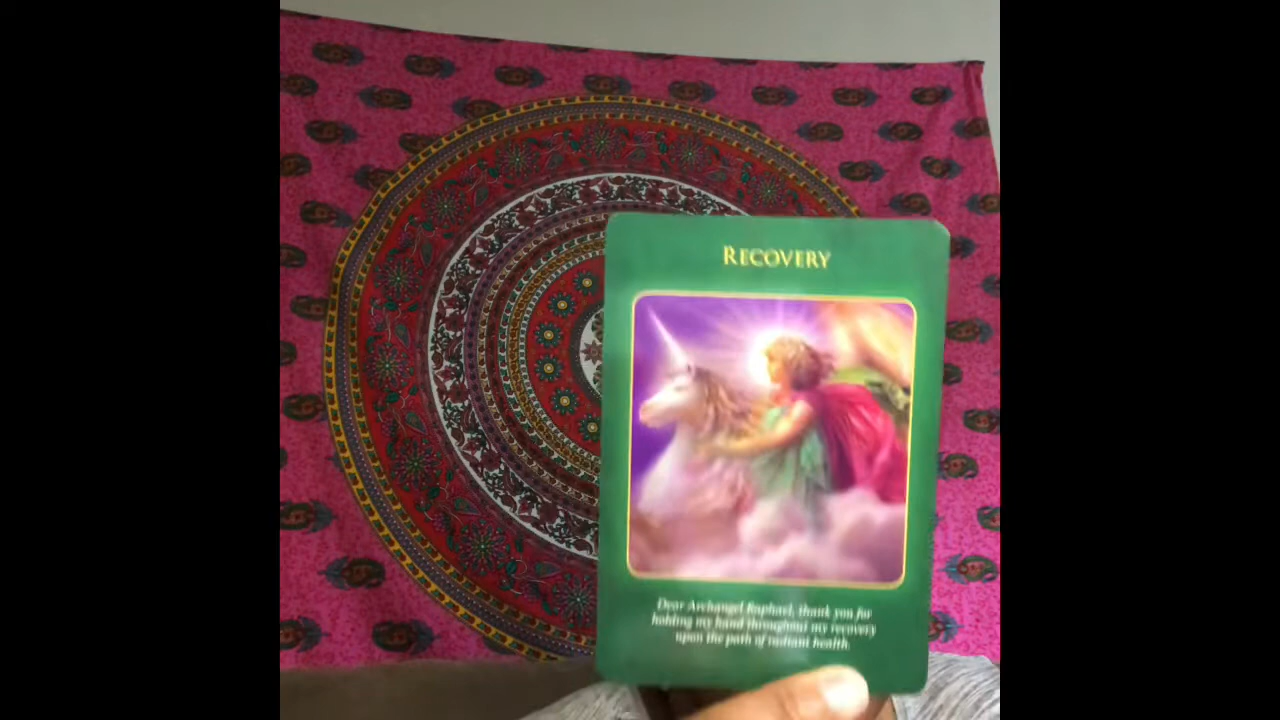 RECOVERY
Dear Archangel Raphael, thank you for
holding my hand throughout my recovery
upon the path of radiant health.